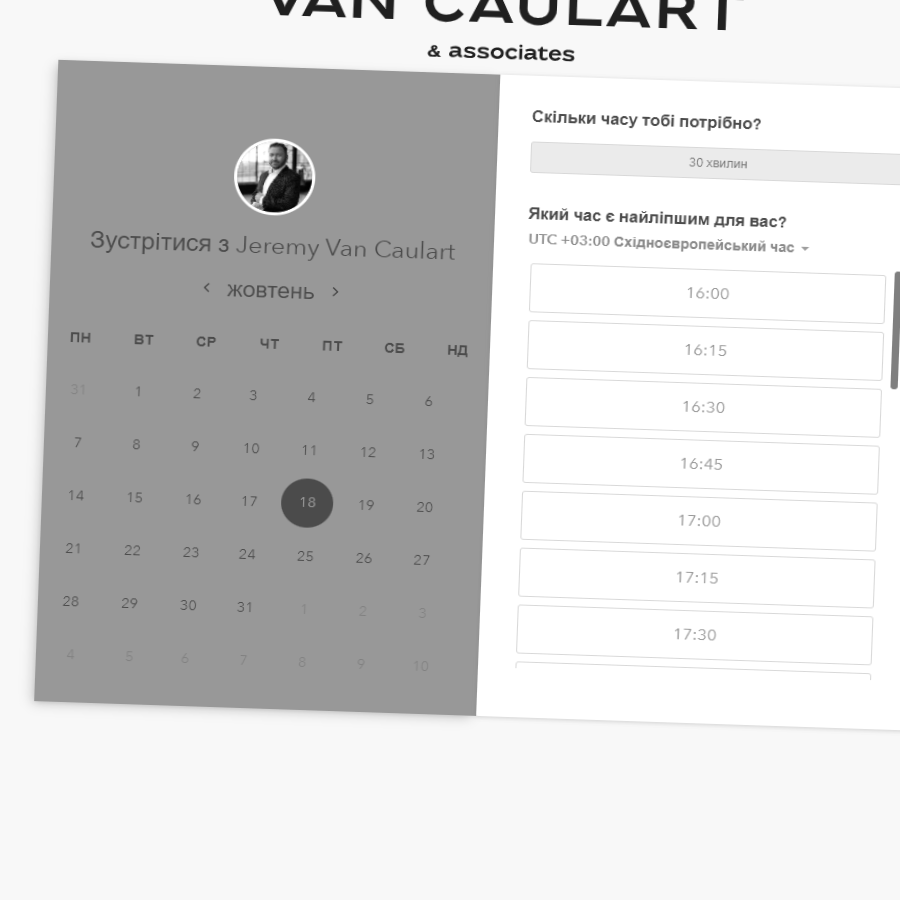 VAN CAULART
& associates
Зустрітися з Jeremy Van Caulart
жовтень
ПН ВТ СР ЧТ ПТ СБ НД
31 1 2 3 4 5 6
7 8 9 10 11 12 13
14 15 16 17 18 19 20
21 22 23 24 25 26 27
28 29 30 31 1 2 3
4 5 6 7 8 9 10
Скільки часу тобі потрібно?
30 хвилин
Який час є найліпшим для вас?
UTC +03:00 Східноєвропейський час
16:00
16:15
16:30
16:45
17:00
17:15
17:30